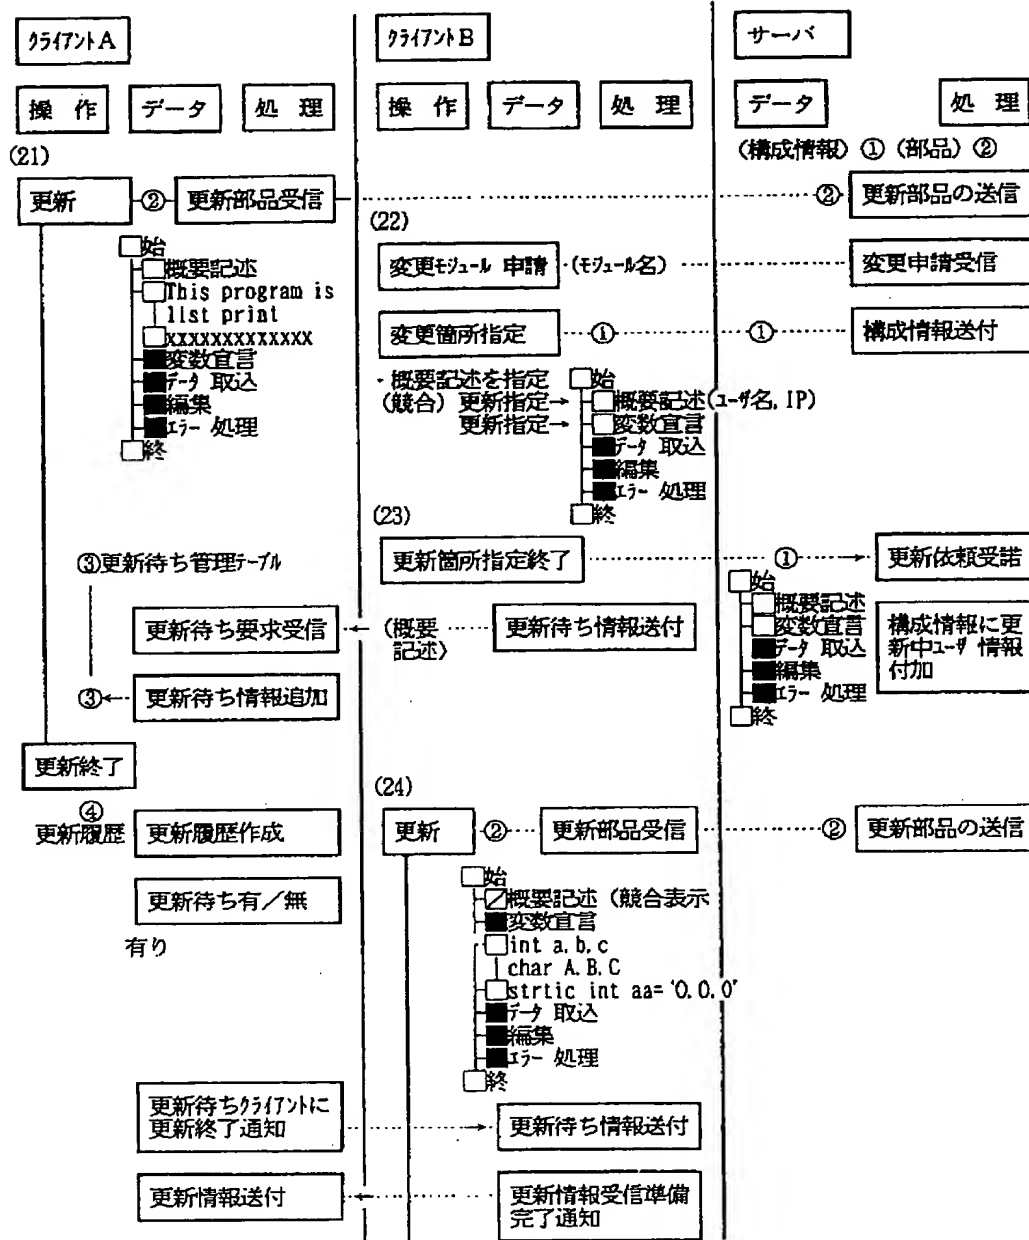 クライアントA
クライアントB
サーバ
操 作
データ
処 理
操 作
データ
処 理
データ
処 理
(構成情報) ① (部品) ②
(21)
更新
②
更新部品受信
②
更新部品の送信
始
概要記述
This program is
list print
xxxxxxxxxxxxx
変数宣言
データ 取込
編集
エラー 処理
終
(22)
変更モジュール 申請
(モジュール名)
変更申請受信
変更箇所指定
①
①
構成情報送付
・概要記述を指定
(競合) 更新指定→
更新指定→
始
概要記述(ユーザ名, IP)
変数宣言
データ 取込
編集
エラー 処理
終
(23)
更新箇所指定終了
①
更新依頼受諾
③更新待ち管理テーブル
始
概要記述
変数宣言
データ 取込
編集
エラー 処理
終
構成情報に更
新中ユーザ 情報
付加
更新待ち要求受信
(概要
記述)
更新待ち情報送付
③←
更新待ち情報追加
更新終了
④
更新履歴
更新履歴作成
更新待ち有/無
有り
(24)
更新
②
更新部品受信
②
更新部品の送信
始
概要記述 (競合表示
変数宣言
int a.b.c
char A.B.C
strtic int aa='0.0.0'
データ 取込
編集
エラー 処理
終
更新待ちクライアントに
更新終了通知
更新待ち情報送付
更新情報送付
更新情報受信準備
完了通知